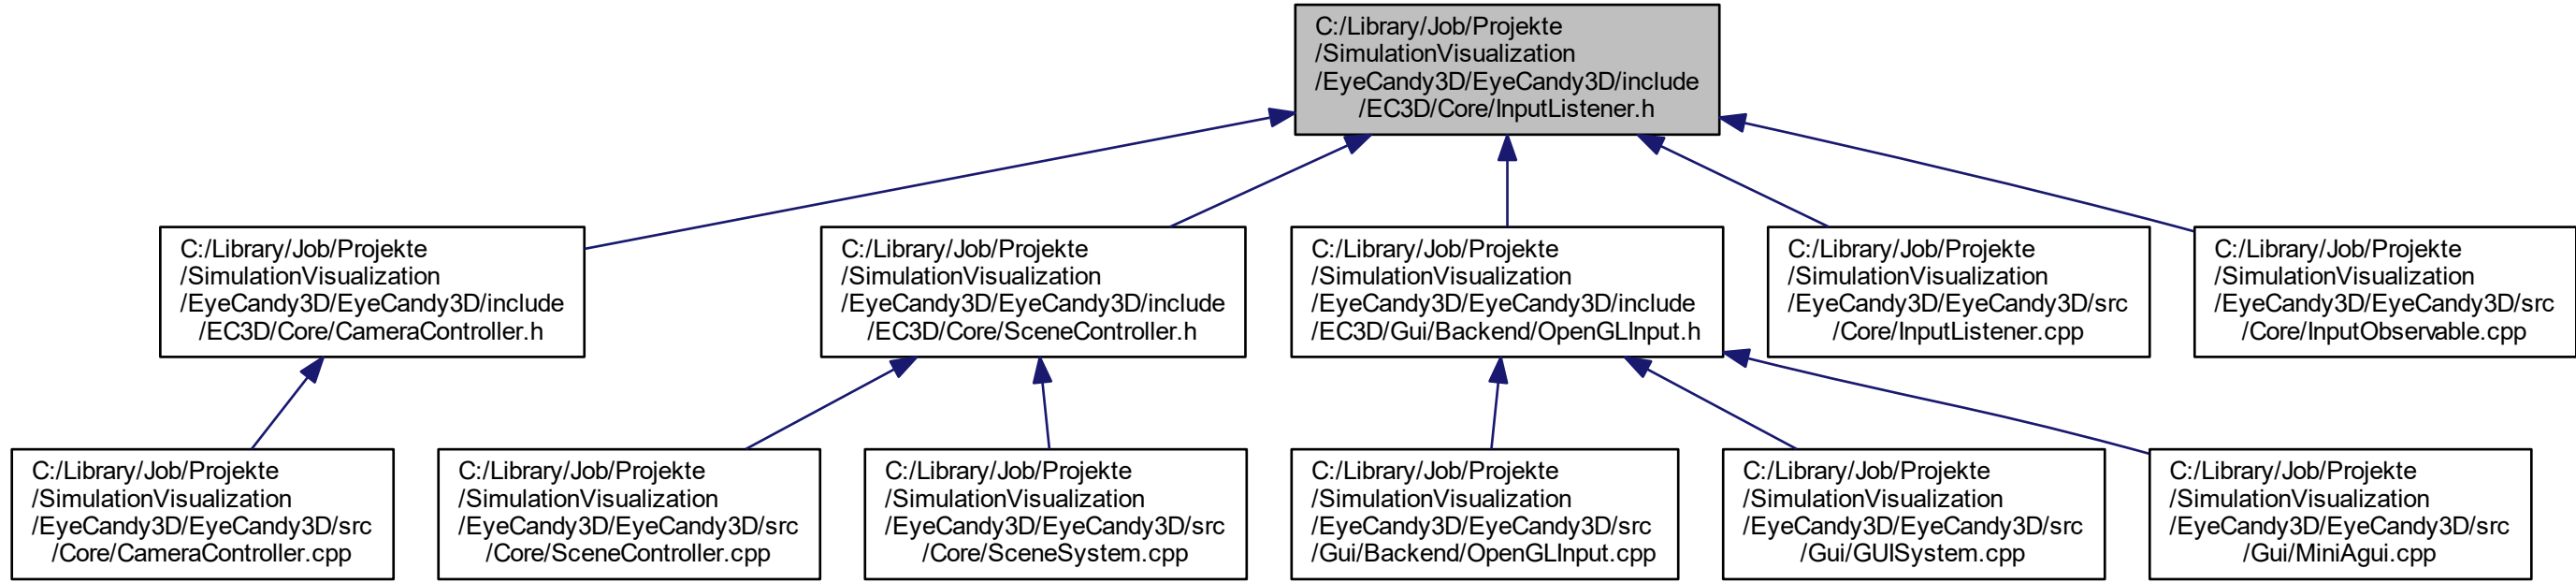 C:/Library/Job/Projekte
/SimulationVisualization
/EyeCandy3D/EyeCandy3D/include
/EC3D/Core/InputListener.h
C:/Library/Job/Projekte
/SimulationVisualization
/EyeCandy3D/EyeCandy3D/include
/EC3D/Core/CameraController.h
C:/Library/Job/Projekte
/SimulationVisualization
/EyeCandy3D/EyeCandy3D/include
/EC3D/Core/SceneController.h
C:/Library/Job/Projekte
/SimulationVisualization
/EyeCandy3D/EyeCandy3D/include
/EC3D/Gui/Backend/OpenGLInput.h
C:/Library/Job/Projekte
/SimulationVisualization
/EyeCandy3D/EyeCandy3D/src
/Core/InputListener.cpp
C:/Library/Job/Projekte
/SimulationVisualization
/EyeCandy3D/EyeCandy3D/src
/Core/InputObservable.cpp
C:/Library/Job/Projekte
/SimulationVisualization
/EyeCandy3D/EyeCandy3D/src
/Core/CameraController.cpp
C:/Library/Job/Projekte
/SimulationVisualization
/EyeCandy3D/EyeCandy3D/src
/Core/SceneController.cpp
C:/Library/Job/Projekte
/SimulationVisualization
/EyeCandy3D/EyeCandy3D/src
/Core/SceneSystem.cpp
C:/Library/Job/Projekte
/SimulationVisualization
/EyeCandy3D/EyeCandy3D/src
/Gui/Backend/OpenGLInput.cpp
C:/Library/Job/Projekte
/SimulationVisualization
/EyeCandy3D/EyeCandy3D/src
/Gui/GUISystem.cpp
C:/Library/Job/Projekte
/SimulationVisualization
/EyeCandy3D/EyeCandy3D/src
/Gui/MiniAgui.cpp